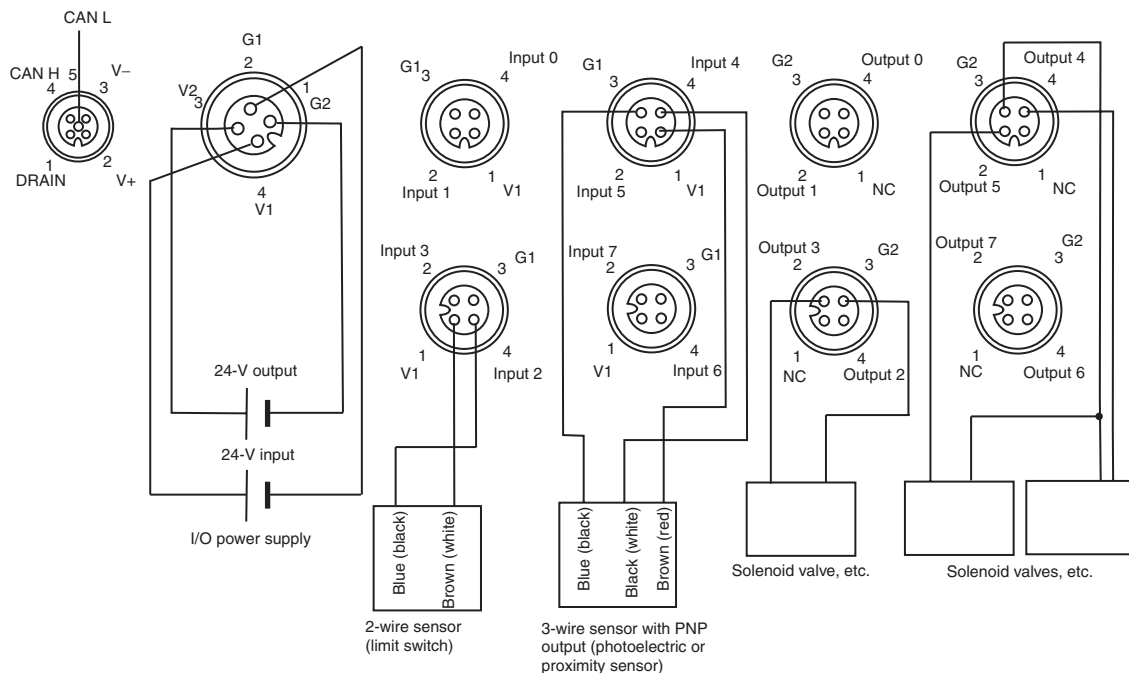 CAN L
CAN H
5
V−
4
3
1
2
DRAIN
V+
G1
2
V2
3
1
G2
4
V1
24-V output
24-V input
I/O power supply
G1
3
Input 0
4
2
Input 1
1
V1
Input 3
2
3
G1
1
V1
4
Input 2
Blue (black)
Brown (white)
2-wire sensor
(limit switch)
G1
3
Input 4
4
2
Input 5
1
V1
Input 7
2
3
G1
1
V1
4
Input 6
Blue (black)
Black (white)
Brown (red)
3-wire sensor with PNP
output (photoelectric or
proximity sensor)
G2
3
Output 0
4
2
Output 1
1
NC
Output 3
2
G2
3
1
NC
4
Output 2
Solenoid valve, etc.
G2
3
Output 4
4
2
Output 5
1
NC
Output 7
2
G2
3
1
NC
4
Output 6
Solenoid valves, etc.